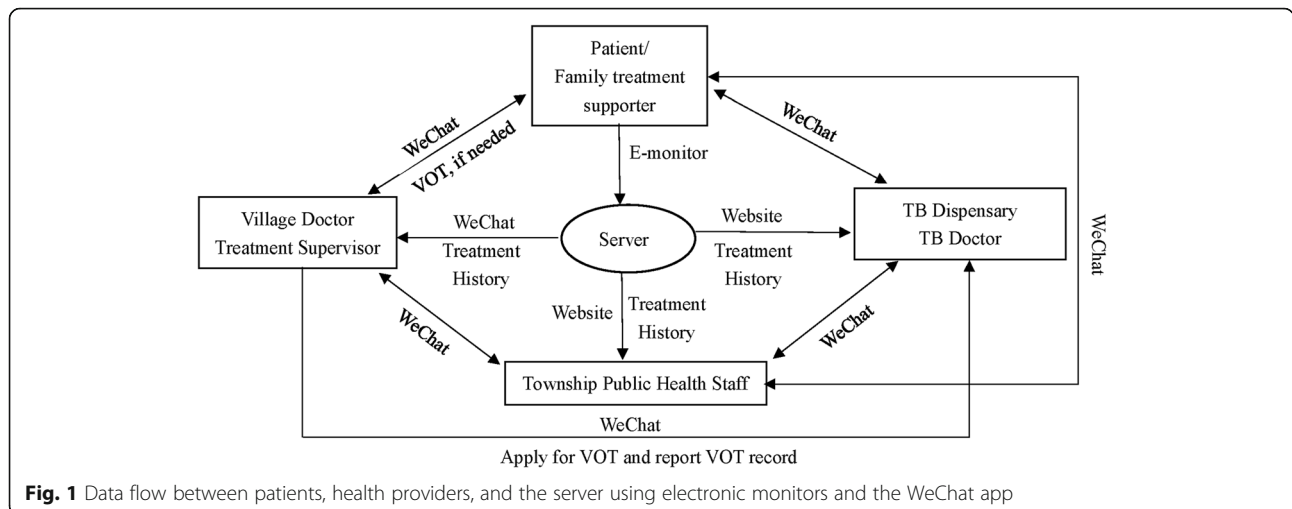 Patient/
Family treatment
supporter
WeChat
VOT, if needed
WeChat
E-monitor
WeChat
Village Doctor
Treatment Supervisor
WeChat
Treatment
History
Server
Website
Treatment
History
TB Dispensary
TB Doctor
WeChat
Website
Treatment
History
WeChat
Township Public Health Staff
WeChat
Apply for VOT and report VOT record
Fig. 1 Data flow between patients, health providers, and the server using electronic monitors and the WeChat app